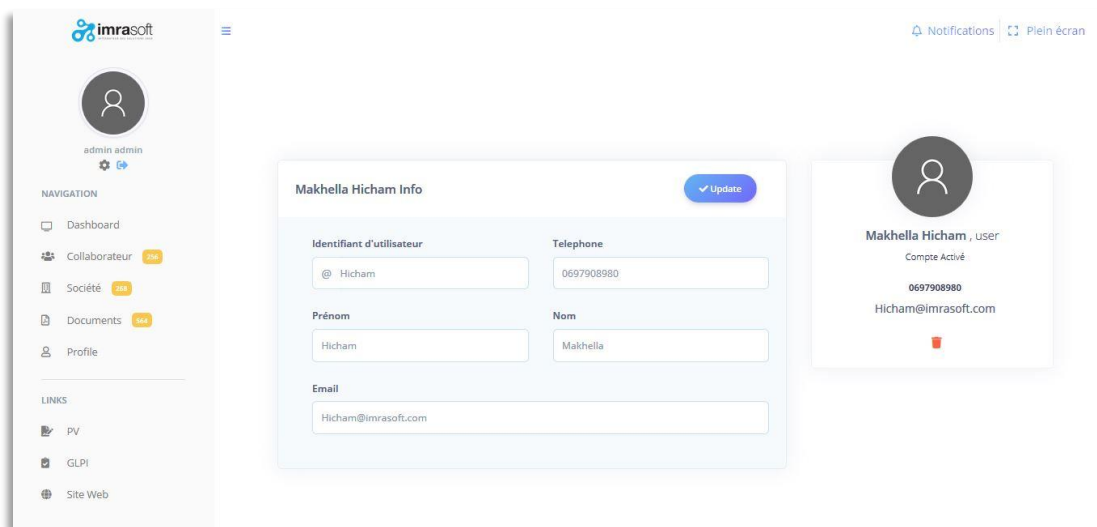 imrasoft
Notifications
Plein écran
admin admin
NAVIGATION
Dashboard
Collaborateur
Société
Documents
Profile
LINKS
PV
GLPI
Site Web
Makhella Hicham Info
Update
Identifiant d'utilisateur
Telephone
@ Hicham
0697908980
Prénom
Nom
Hicham
Makhella
Email
Hicham@imrasoft.com
Makhella Hicham , user
Compte Activé
0697908980
Hicham@imrasoft.com